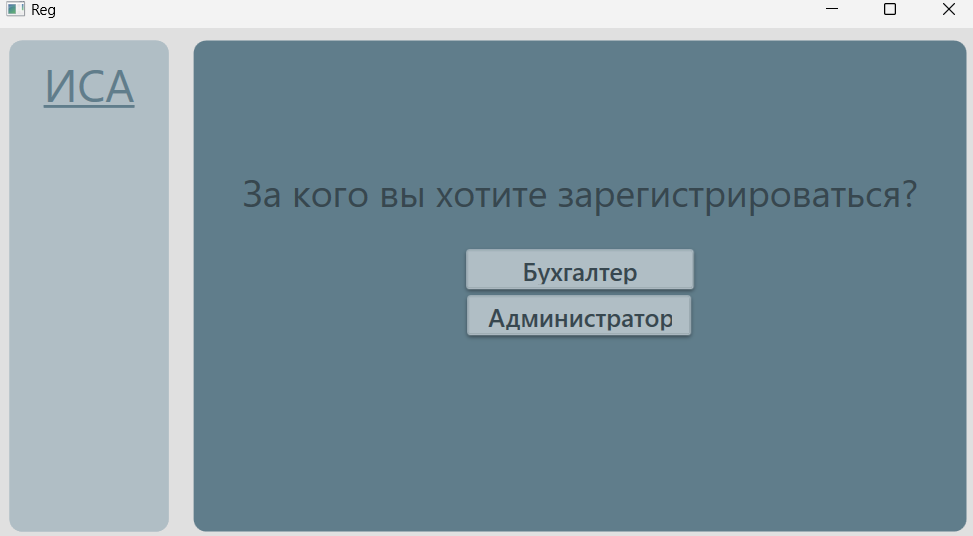 Reg
ИСА
За кого вы хотите зарегистрироваться?
Бухгалтер
Администратор